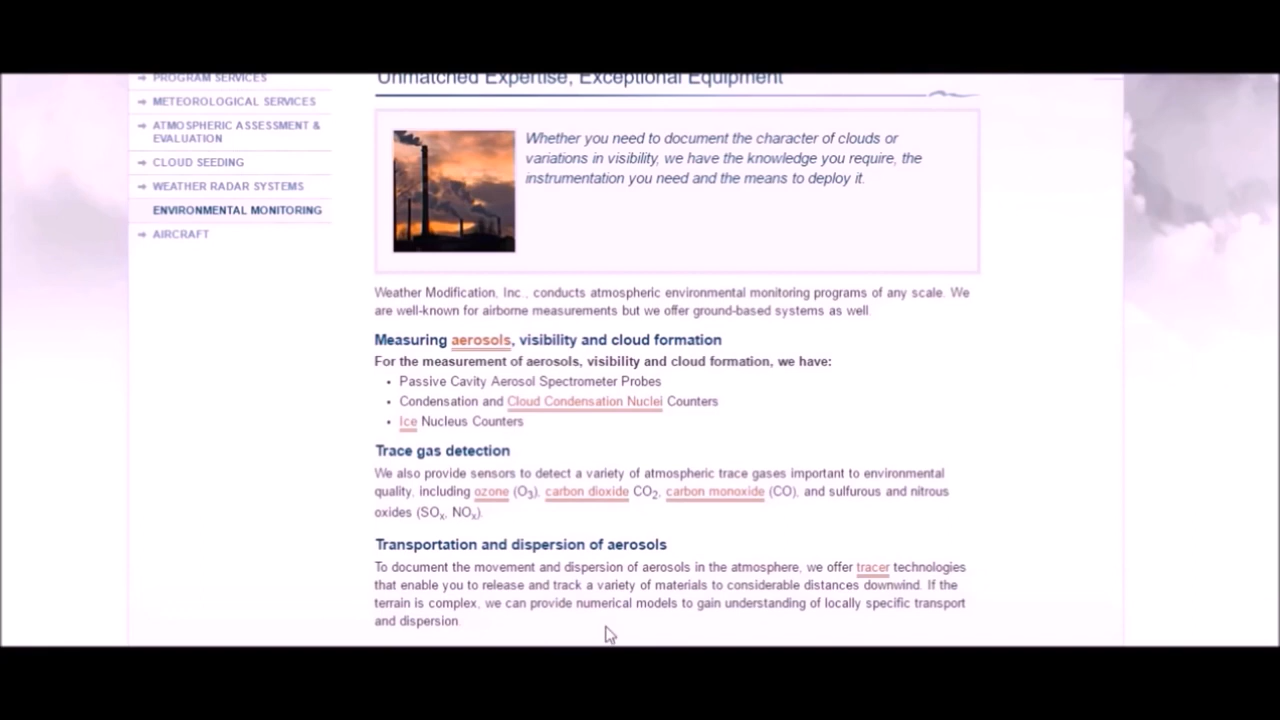 Unmatched Expertise, Exceptional Equipment
PROGRAM SERVICES
METEOROLOGICAL SERVICES
ATMOSPHERIC ASSESSMENT &
EVALUATION
CLOUD SEEDING
WEATHER RADAR SYSTEMS
ENVIRONMENTAL MONITORING
AIRCRAFT
Whether you need to document the character of clouds or
variations in visibility, we have the knowledge you require, the
instrumentation you need and the means to deploy it.
Weather Modification, Inc., conducts atmospheric environmental monitoring programs of any scale. We
are well-known for airborne measurements but we offer ground-based systems as well.
Measuring aerosols, visibility and cloud formation
For the measurement of aerosols, visibility and cloud formation, we have:
• Passive Cavity Aerosol Spectrometer Probes
• Condensation and Cloud Condensation Nuclei Counters
• Ice Nucleus Counters
Trace gas detection
We also provide sensors to detect a variety of atmospheric trace gases important to environmental
quality, including ozone (O3), carbon dioxide CO2, carbon monoxide (CO), and sulfurous and nitrous
oxides (SOx, NOx).
Transportation and dispersion of aerosols
To document the movement and dispersion of aerosols in the atmosphere, we offer tracer technologies
that enable you to release and track a variety of materials to considerable distances downwind. If the
terrain is complex, we can provide numerical models to gain understanding of locally specific transport
and dispersion.